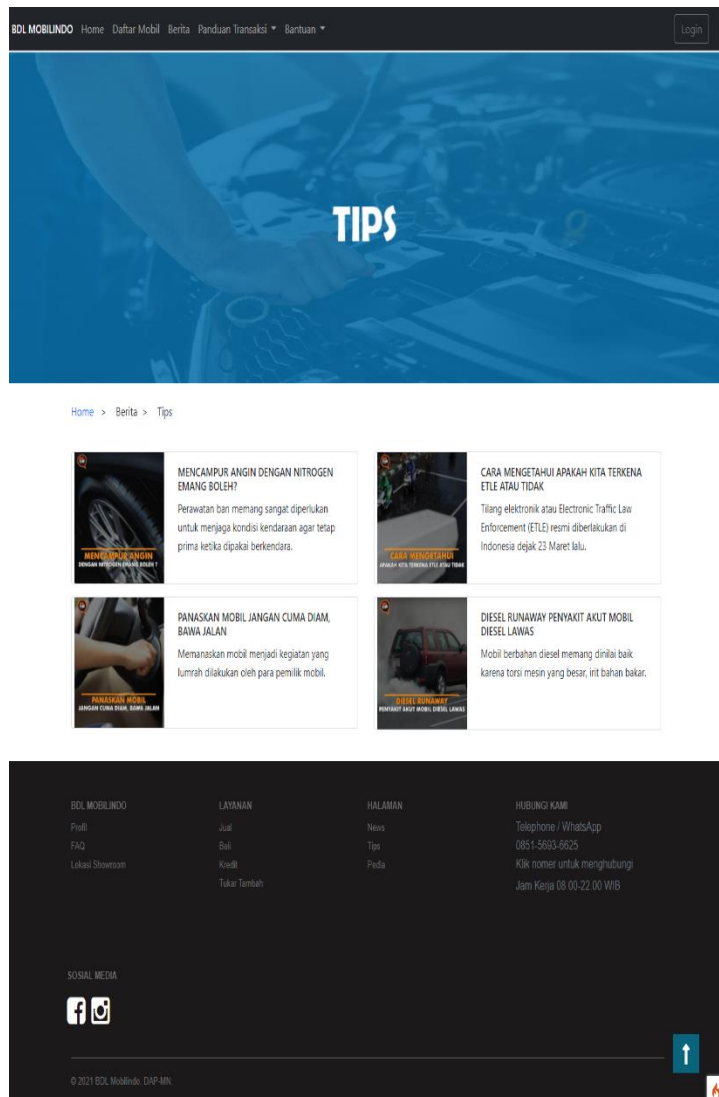 BDL MOBILINDO Home Daftar Mobil Berita Panduan Transaksi Bantuan Login
TIPS
Home > Berita > Tips
MENCAMPUR ANGIN
DENGAN NITROGEN EMANG BOLEH ?
MENCAMPUR ANGIN DENGAN NITROGEN
EMANG BOLEH?
Perawatan ban memang sangat diperlukan
untuk menjaga kondisi kendaraan agar tetap
prima ketika dipakai berkendara.
CARA MENGETAHUI
APAKAH KITA TERKENA ETLE ATAU TIDAK
CARA MENGETAHUI APAKAH KITA TERKENA
ETLE ATAU TIDAK
Tilang elektronik atau Electronic Traffic Law
Enforcement (ETLE) resmi diberlakukan di
Indonesia dejak 23 Maret lalu.
PANASKAN MOBIL
JANGAN CUMA DIAM, BAWA JALAN
PANASKAN MOBIL JANGAN CUMA DIAM,
BAWA JALAN
Memanaskan mobil menjadi kegiatan yang
lumrah dilakukan oleh para pemilik mobil.
DIESEL RUNAWAY
PENYAKIT AKUT MOBIL DIESEL LAWAS
DIESEL RUNAWAY PENYAKIT AKUT MOBIL
DIESEL LAWAS
Mobil berbahan diesel memang dinilai baik
karena torsi mesin yang besar, irit bahan bakar.
BDL MOBILINDO
Profil
FAQ
Lokasi Showroom
LAYANAN
Jual
Beli
Kredit
Tukar Tambah
HALAMAN
News
Tips
Pedia
HUBUNGI KAMI
Telephone / WhatsApp
0851-5693-6625
Klik nomer untuk menghubungi
Jam Kerja 08.00-22.00 WIB
SOSIAL MEDIA
© 2021 BDL Mobilindo. DAP-MN.